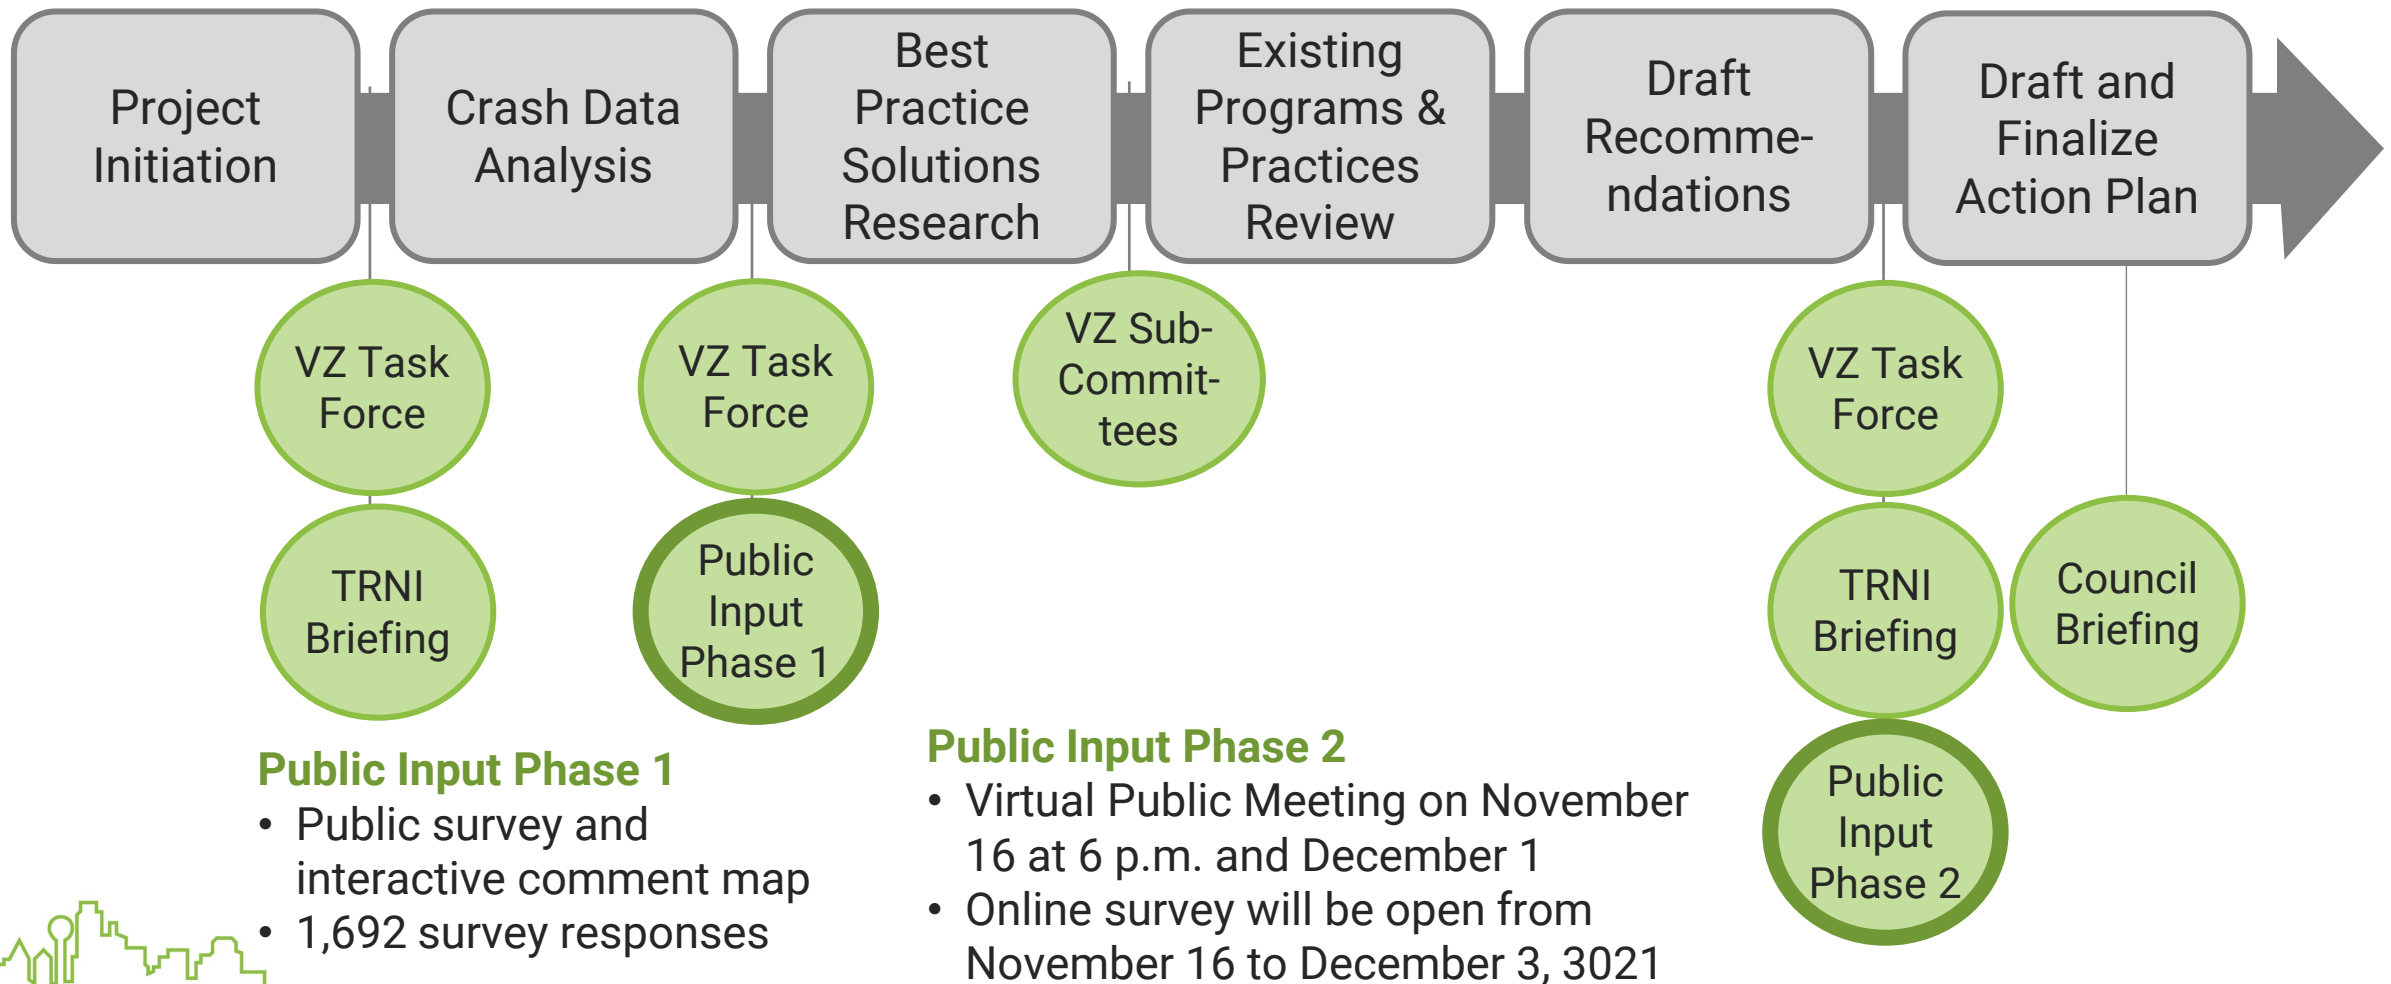 Project
Initiation
Crash Data
Analysis
Best
Practice
Solutions
Research
Existing
Programs &
Practices
Review
Draft
Recomme-
ndations
Draft and
Finalize
Action Plan
VZ Task
Force
TRNI
Briefing
VZ Task
Force
Public
Input
Phase 1
VZ Sub-
Commit-
tees
VZ Task
Force
TRNI
Briefing
Public
Input
Phase 2
Council
Briefing
Public Input Phase 1
• Public survey and
interactive comment map
• 1,692 survey responses
Public Input Phase 2
• Virtual Public Meeting on November
16 at 6 p.m. and December 1
• Online survey will be open from
November 16 to December 3, 3021